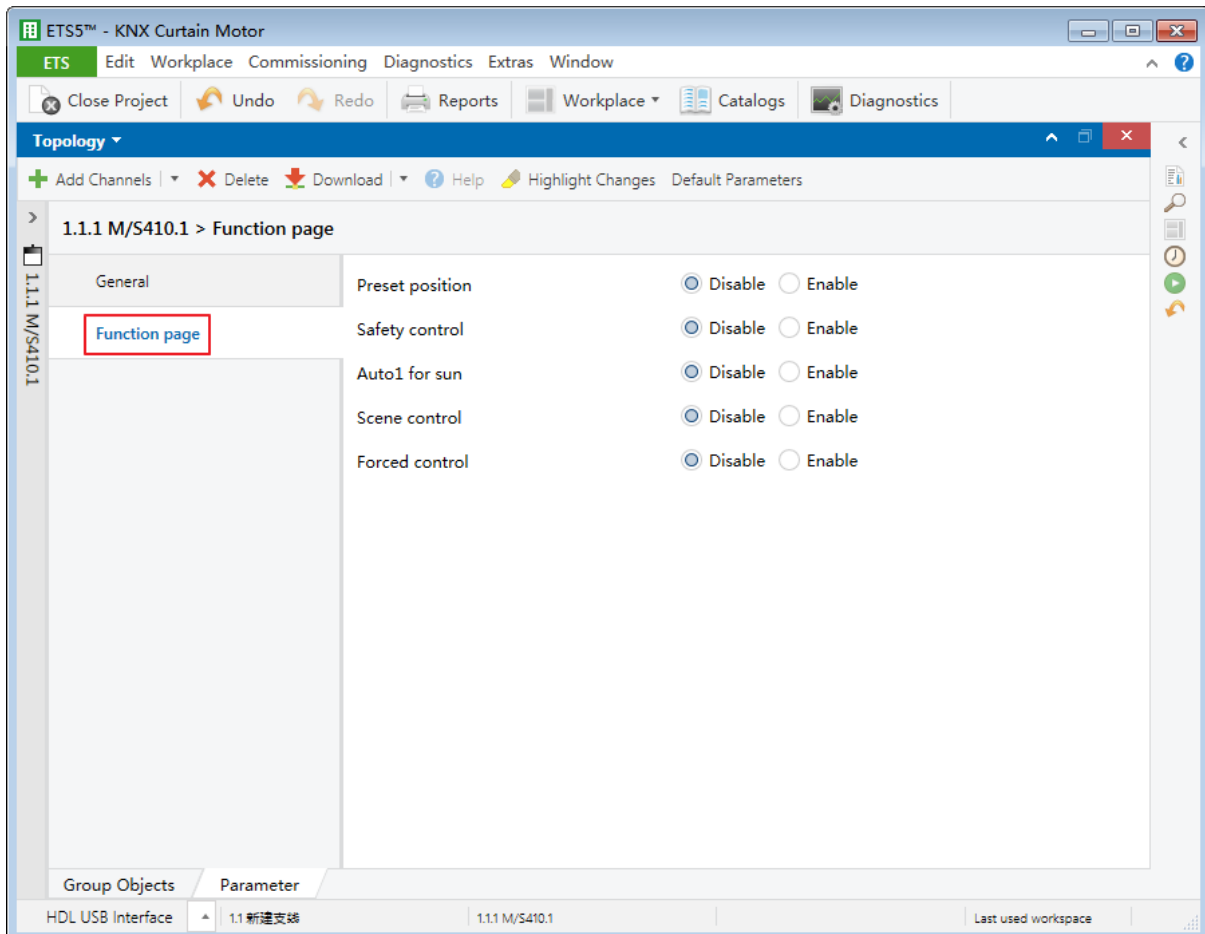 ETS5™ - KNX Curtain Motor
ETS Edit Workplace Commissioning Diagnostics Extras Window
Close Project Undo Redo Reports Workplace Catalogs Diagnostics
Topology
Add Channels Delete Download Help Highlight Changes Default Parameters
1.1.1 M/S410.1 > Function page
1.1.1 M/S410.1
General
Function page
Preset position Disable Enable
Safety control Disable Enable
Auto1 for sun Disable Enable
Scene control Disable Enable
Forced control Disable Enable
Group Objects Parameter
HDL USB Interface 1.1 新建支线 1.1.1 M/S410.1 Last used workspace